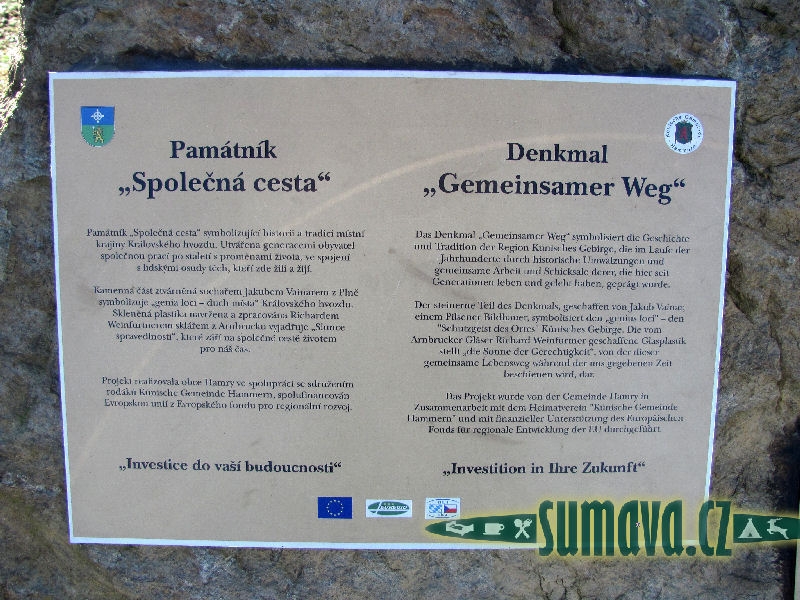 Památník
„Společná cesta“
Památník „Společná cesta“ symbolizující historii a tradici místní
krajiny Královského hvozdu. Utvářena generacemi obyvatel
společnou prací po staletí s proměnami života, ve spojení
s lidskými osudy těch, kteří zde žili a žijí.
Kamenná část ztvárněná sochařem Jakubem Vainarem z Plně
symbolizuje „genia loci – duch místa“ Královského hvozdu.
Skleněná plastika navržena a zpracována Richardem
Weinfurtnerem sklářem z Arnbrucku vyjadřuje „Slunce
spravedlnosti“, které září na společné cestě životem
pro náš čas.
Projekt realizovala obec Hamry ve spolupráci se sdružením
rodáků Künische Gemeinde Hammern, spolufinancován
Evropskou unií z Evropského fondu pro regionální rozvoj.
„Investice do vaší budoucnosti“
Denkmal
„Gemeinsamer Weg“
Das Denkmal „Gemeinsamer Weg“ symbolisiert die Geschichte
und Tradition der Region Künisches Gebirge, die im Laufe der
Jahrhunderte durch historische Umwälzungen und
gemeinsame Arbeit und Schicksale derer, die hier seit
Generationen leben und gelebt haben, geprägt wurde.
Der steinerne Teil des Denkmals, geschaffen von Jakub Vainar,
einem Pilsener Bildhauer, symbolisiert den „genius loci“ – den
"Schutzgeist des Ortes" Künisches Gebirge. Die vom
Arnbrucker Gläser Richard Weinfurtner geschaffene Glasplastik
stellt „die Sonne der Gerechtigkeit“, von der dieser
gemeinsame Lebensweg während der uns gegebenen Zeit
beschienen wird, dar.
Das Projekt wurde von der Gemeinde Hamry in
Zusammenarbeit mit dem Heimatverein "Künische Gemeinde
Hammern" und mit finanzieller Unterstützung des Europäischen
Fonds für regionale Entwicklung der EU durchgeführt.
„Investition in Ihre Zukunft“
sumava.cz